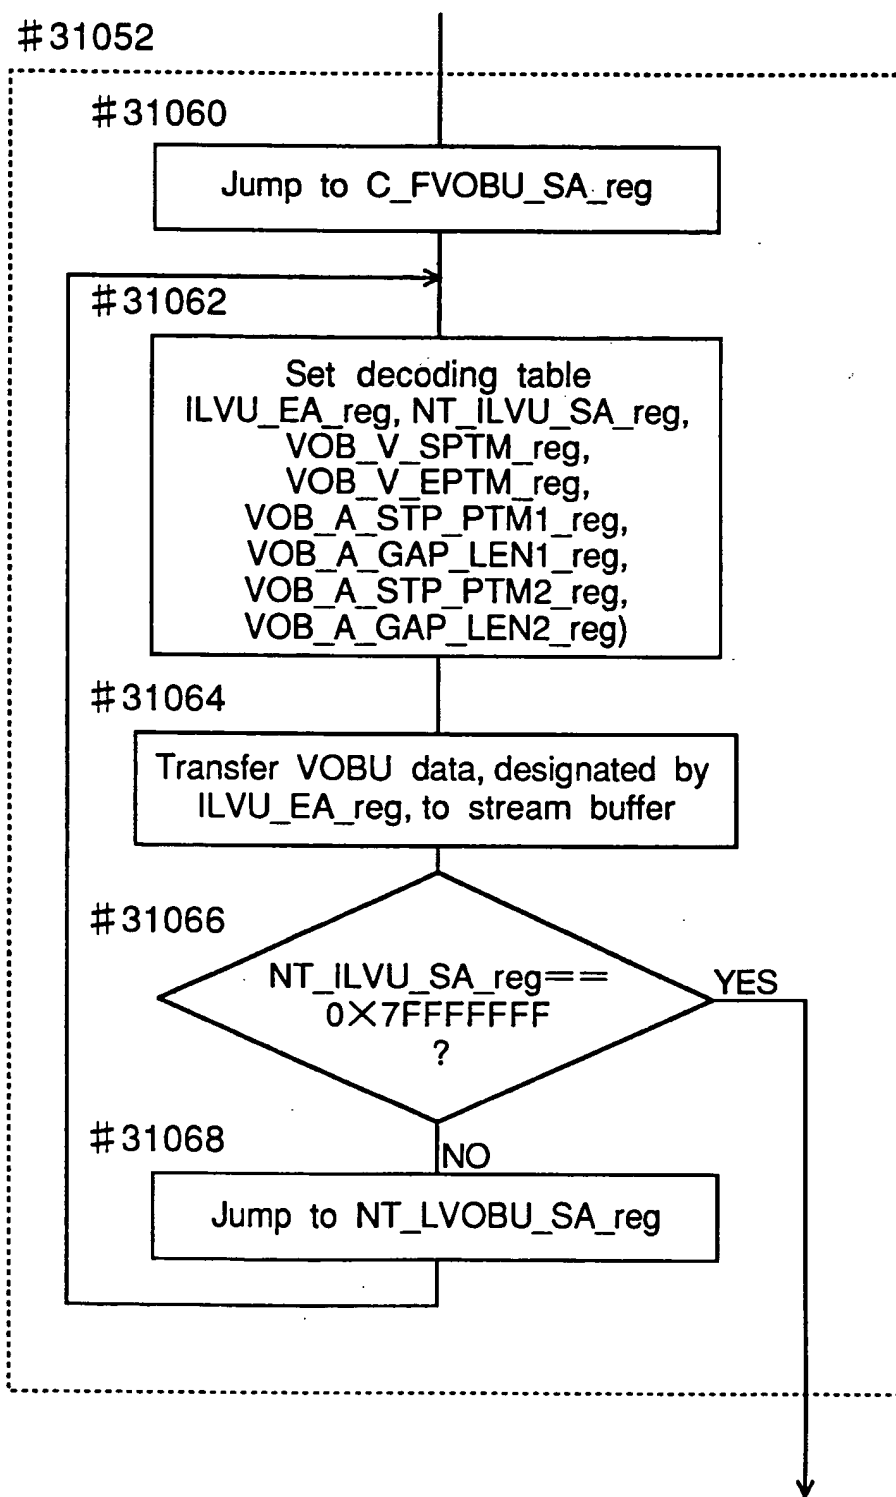 #31052
#31060
Jump to C_FVOBU_SA_reg
#31062
Set decoding table
ILVU_EA_reg, NT_ILVU_SA_reg,
VOB_V_SPTM_reg,
VOB_V_EPTM_reg,
VOB_A_STP_PTM1_reg,
VOB_A_GAP_LEN1_reg,
VOB_A_STP_PTM2_reg,
VOB_A_GAP_LEN2_reg)
#31064
Transfer VOBU data, designated by
ILVU_EA_reg, to stream buffer
#31066
NT_ILVU_SA_reg==
0×7FFFFFFF
?
YES
#31068
NO
Jump to NT_LVOBU_SA_reg